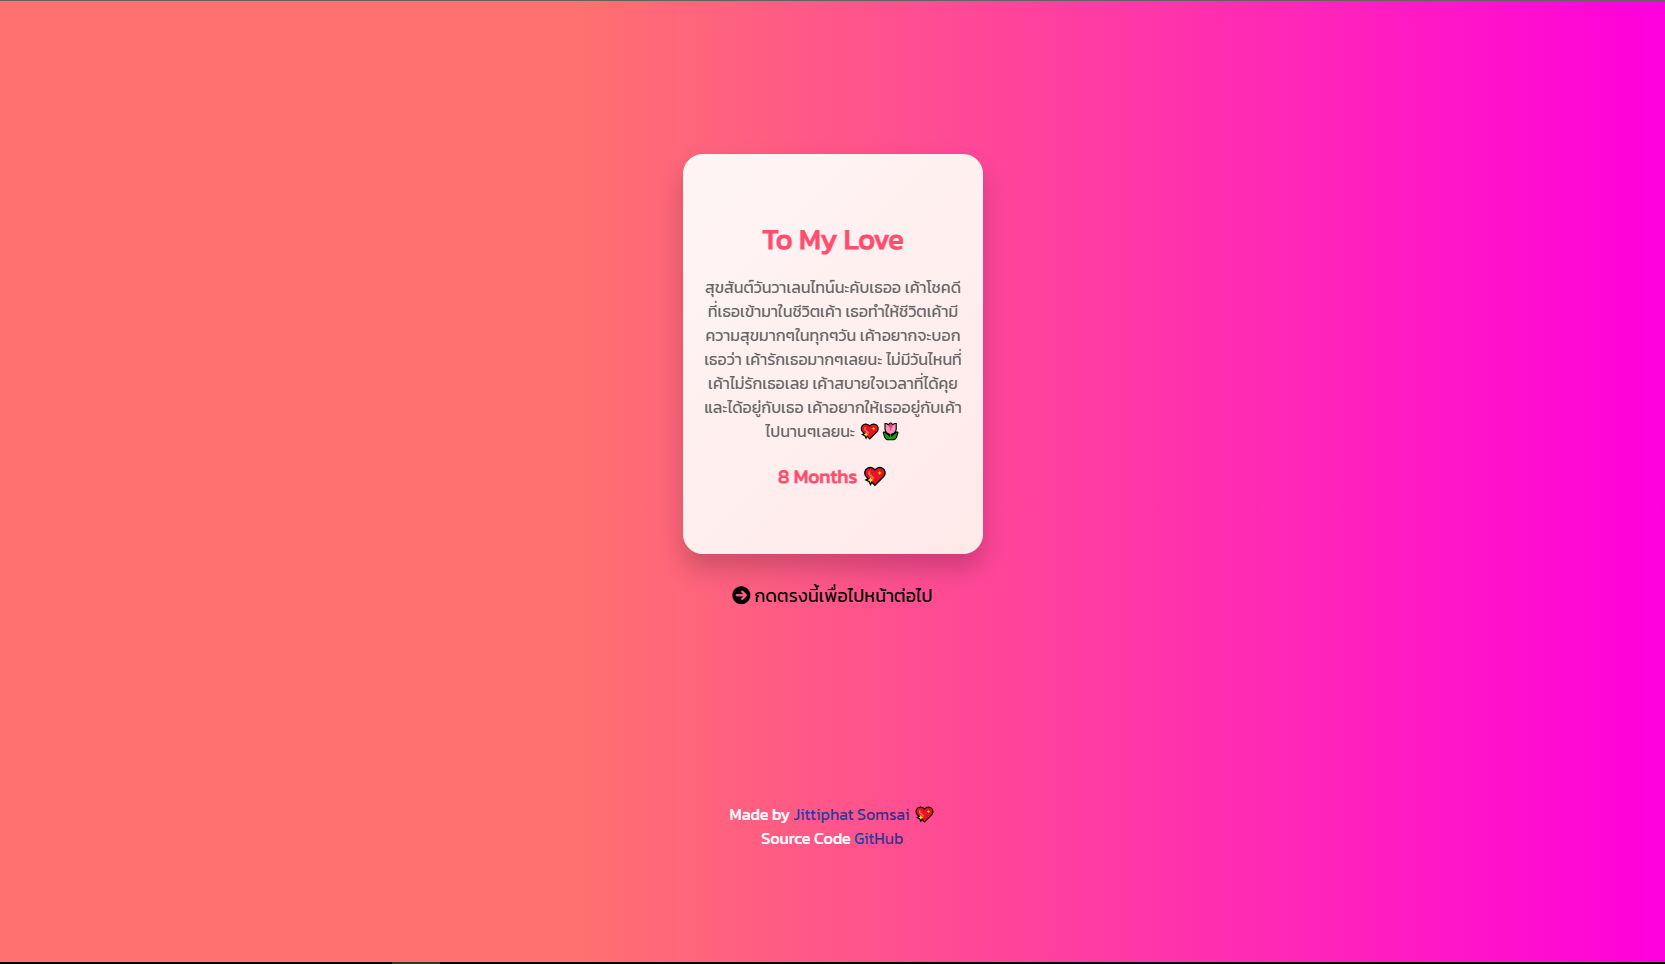 To My Love
สุขสันต์วันวาเลนไทน์นะคับเธออ เค้าโชคดี
ที่เธอเข้ามาในชีวิตเค้า เธอทำให้ชีวิตเค้ามี
ความสุขมากๆในทุกๆวัน เค้าอยากจะบอก
เธอว่า เค้ารักเธอมากๆเลยนะ ไม่มีวันไหนที่
เค้าไม่รักเธอเลย เค้าสบายใจเวลาที่ได้คุย
และได้อยู่กับเธอ เค้าอยากให้เธออยู่กับเค้า
ไปนานๆเลยนะ 💖🌷
8 Months 💖
กดตรงนี้เพื่อไปหน้าต่อไป
Made by Jittiphat Somsai 💖
Source Code GitHub